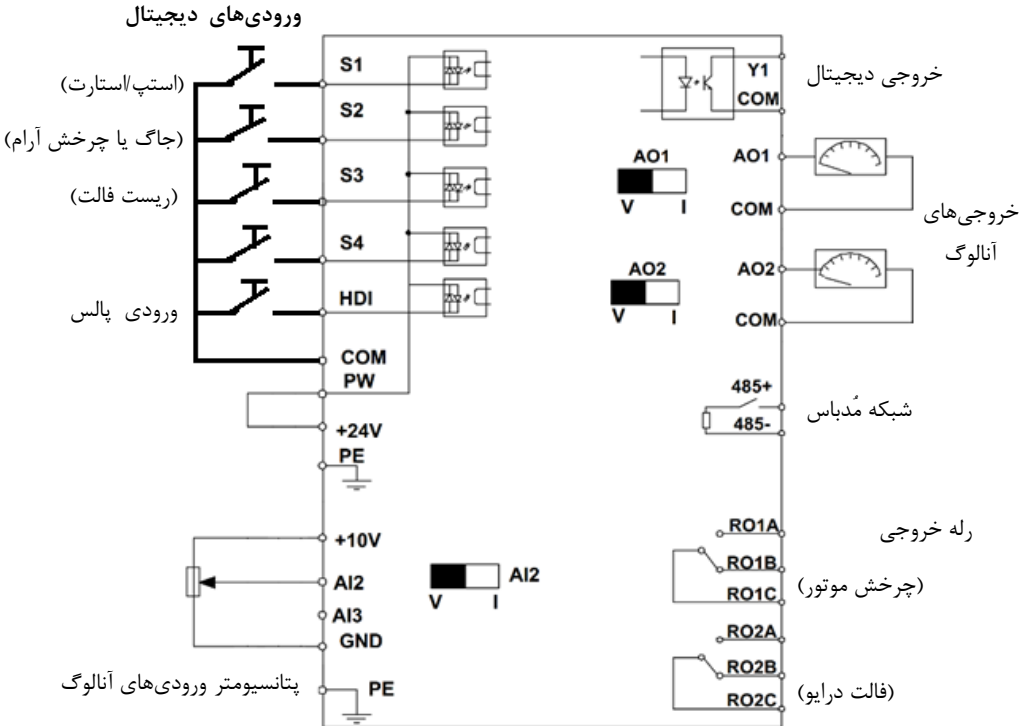 ورودی‌های دیجیتال
(استپ/استارت)
(جاگ یا چرخش آرام)
(ریست فالت)
ورودی پالس
S1
S2
S3
S4
HDI
COM
PW
+24V
PE
+10V
AI2
AI3
GND
PE
پتانسیومتر ورودی‌های آنالوگ
AO1
V I
AO2
V I
AI2
V I
Y1
COM
خروجی دیجیتال
AO1
COM
AO2
COM
خروجی‌های
آنالوگ
485+
485-
شبکه مُدباس
RO1A
RO1B
RO1C
رله خروجی
(چرخش موتور)
RO2A
RO2B
RO2C
(فالت درایو)